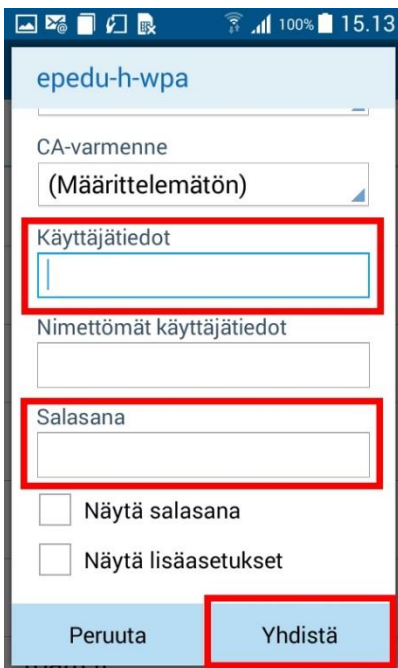 100% 15.13
epedu-h-wpa
CA-varmenne
(Määrittelemätön)
Käyttäjätiedot
Nimettömät käyttäjätiedot
Salasana
Näytä salasana
Näytä lisäasetukset
Peruuta Yhdistä